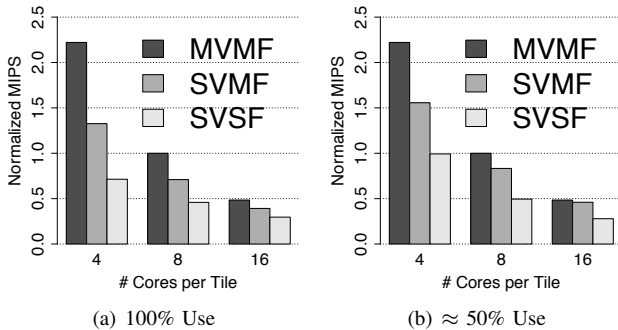 Normalized MIPS
2.5
2.0
1.5
1.0
0.5
0.0
MVMF
SVMF
SVSF
4 8 16
# Cores per Tile
(a) 100% Use
Normalized MIPS
2.5
2.0
1.5
1.0
0.5
0.0
MVMF
SVMF
SVSF
4 8 16
# Cores per Tile
(b) ≈ 50% Use